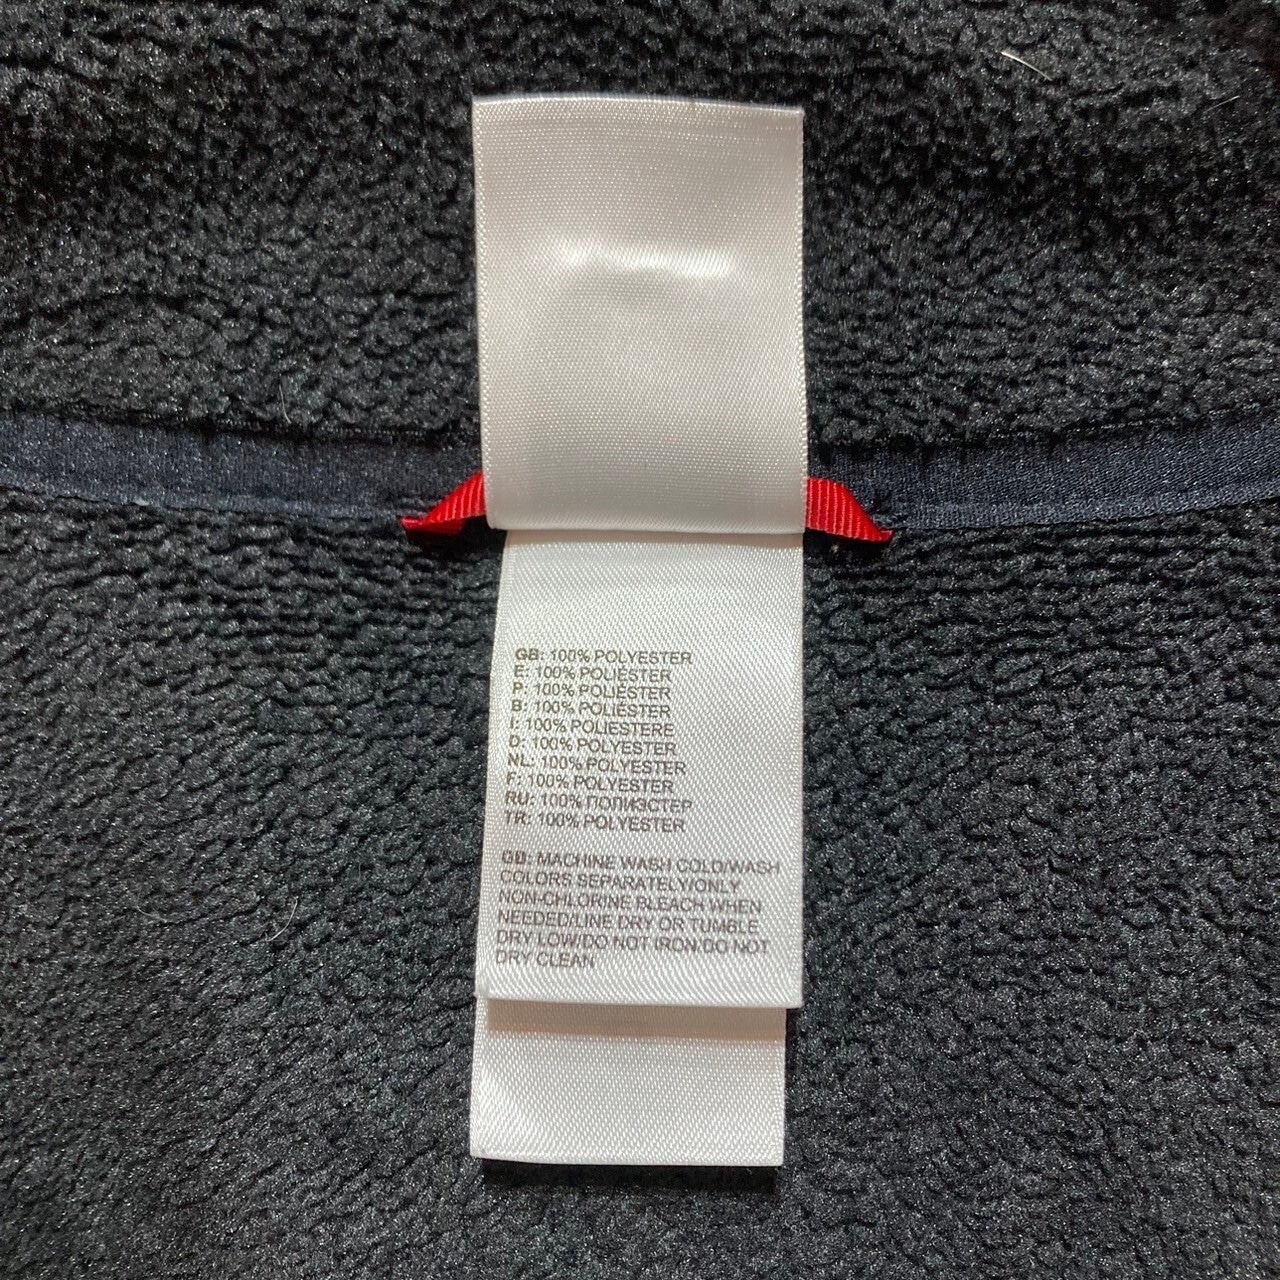 GB: 100% POLYESTER
E: 100% POLIÉSTER
P: 100% POLIÉSTER
B: 100% POLIÉSTER
I: 100% POLIESTERE
D: 100% POLYESTER
NL: 100% POLYESTER
F: 100% POLYESTER
RU: 100% ПОЛИЭСТЕР
TR: 100% POLYESTER
GB: MACHINE WASH COLD/WASH
COLORS SEPARATELY/ONLY
NON-CHLORINE BLEACH WHEN
NEEDED/LINE DRY OR TUMBLE
DRY LOW/DO NOT IRON/DO NOT
DRY CLEAN